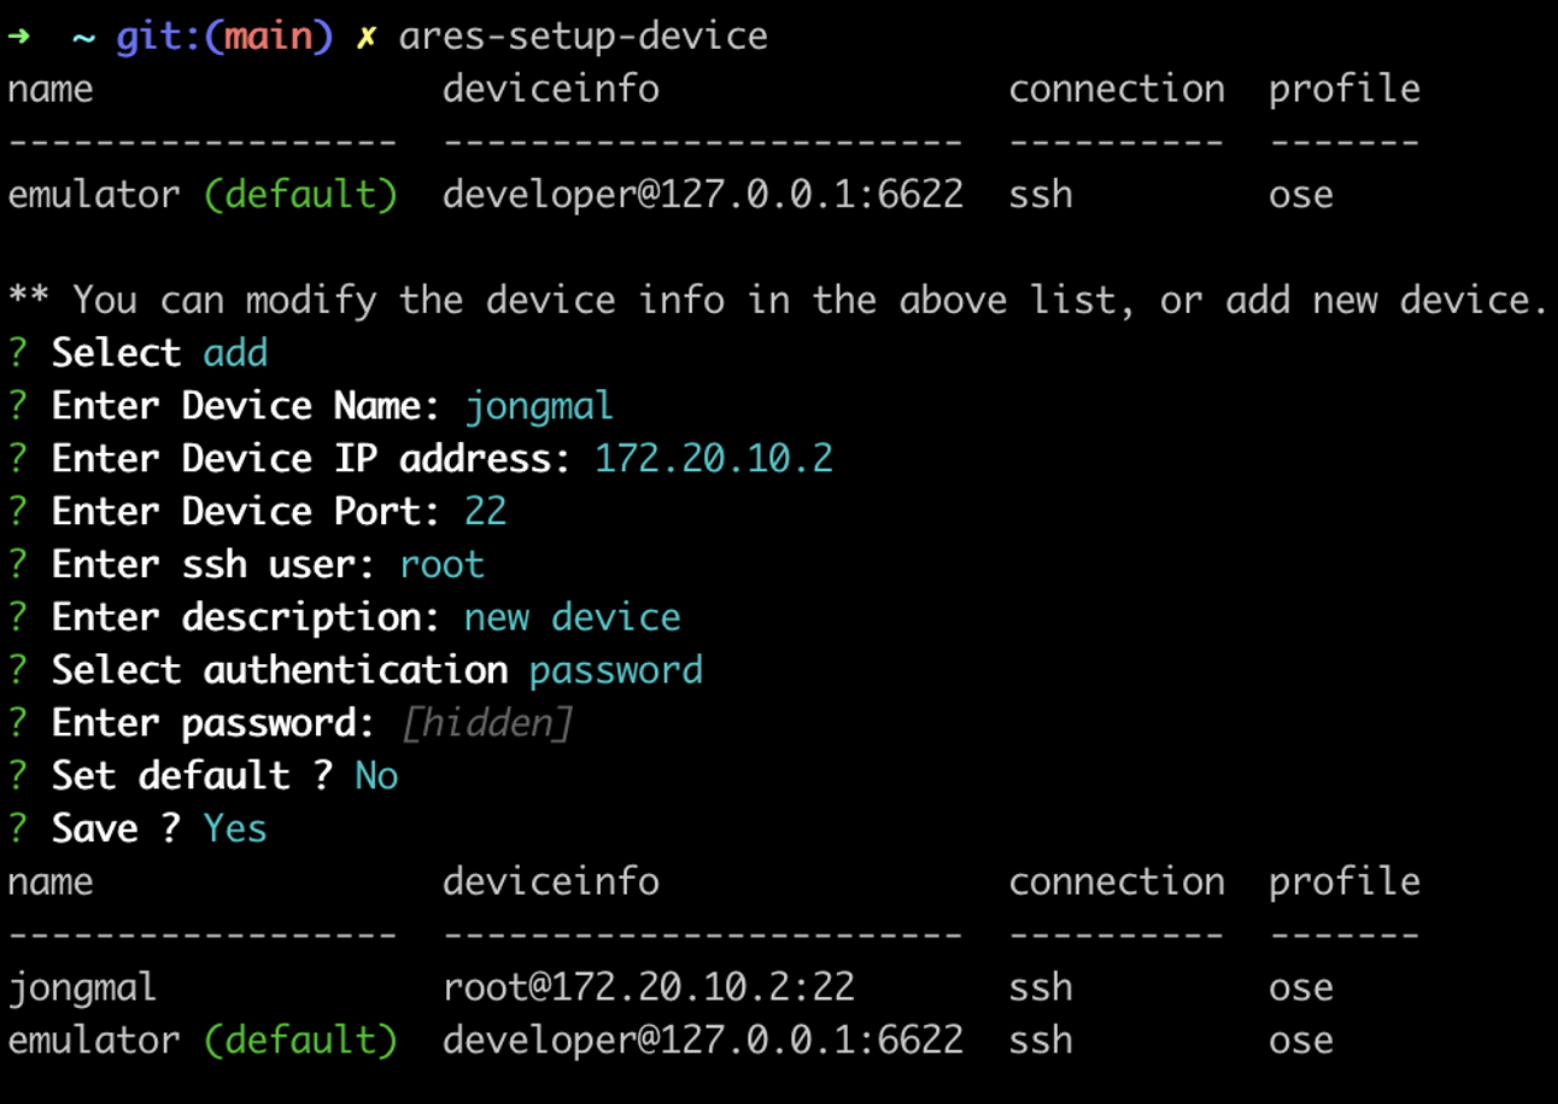 ➜  ~ git:(main) ✗ ares-setup-device
name                deviceinfo                connection  profile
------------------  ------------------------  ----------  -------
emulator (default)  developer@127.0.0.1:6622  ssh         ose
** You can modify the device info in the above list, or add new device.
? Select add
? Enter Device Name: jongmal
? Enter Device IP address: 172.20.10.2
? Enter Device Port: 22
? Enter ssh user: root
? Enter description: new device
? Select authentication password
? Enter password: [hidden]
? Set default ? No
? Save ? Yes
name                deviceinfo                connection  profile
------------------  ------------------------  ----------  -------
jongmal             root@172.20.10.2:22       ssh         ose
emulator (default)  developer@127.0.0.1:6622  ssh         ose